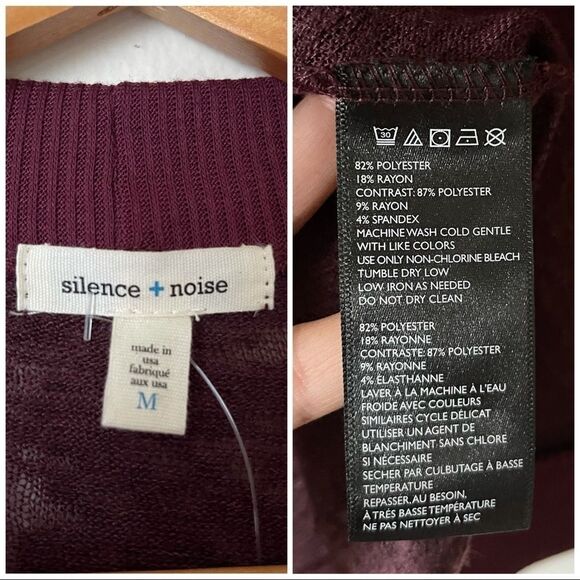 silence + noise
made in
usa
fabriqué
aux usa
M
30
82% POLYESTER
18% RAYON
CONTRAST: 87% POLYESTER
9% RAYON
4% SPANDEX
MACHINE WASH COLD GENTLE
WITH LIKE COLORS
USE ONLY NON-CHLORINE BLEACH
TUMBLE DRY LOW
LOW IRON AS NEEDED
DO NOT DRY CLEAN
82% POLYESTER
18% RAYONNE
CONTRASTE: 87% POLYESTER
9% RAYONNE
4% ÉLASTHANNE
LAVER À LA MACHINE À L'EAU
FROIDE AVEC COULEURS
SIMILAIRES CYCLE DÉLICAT
UTILISER UN AGENT DE
BLANCHIMENT SANS CHLORE
SI NÉCESSAIRE
SECHER PAR CULBUTAGE À BASSE
TEMPERATURE
REPASSER, AU BESOIN,
À TRÉS BASSE TEMPÉRATURE
NE PAS NETTOYER À SEC